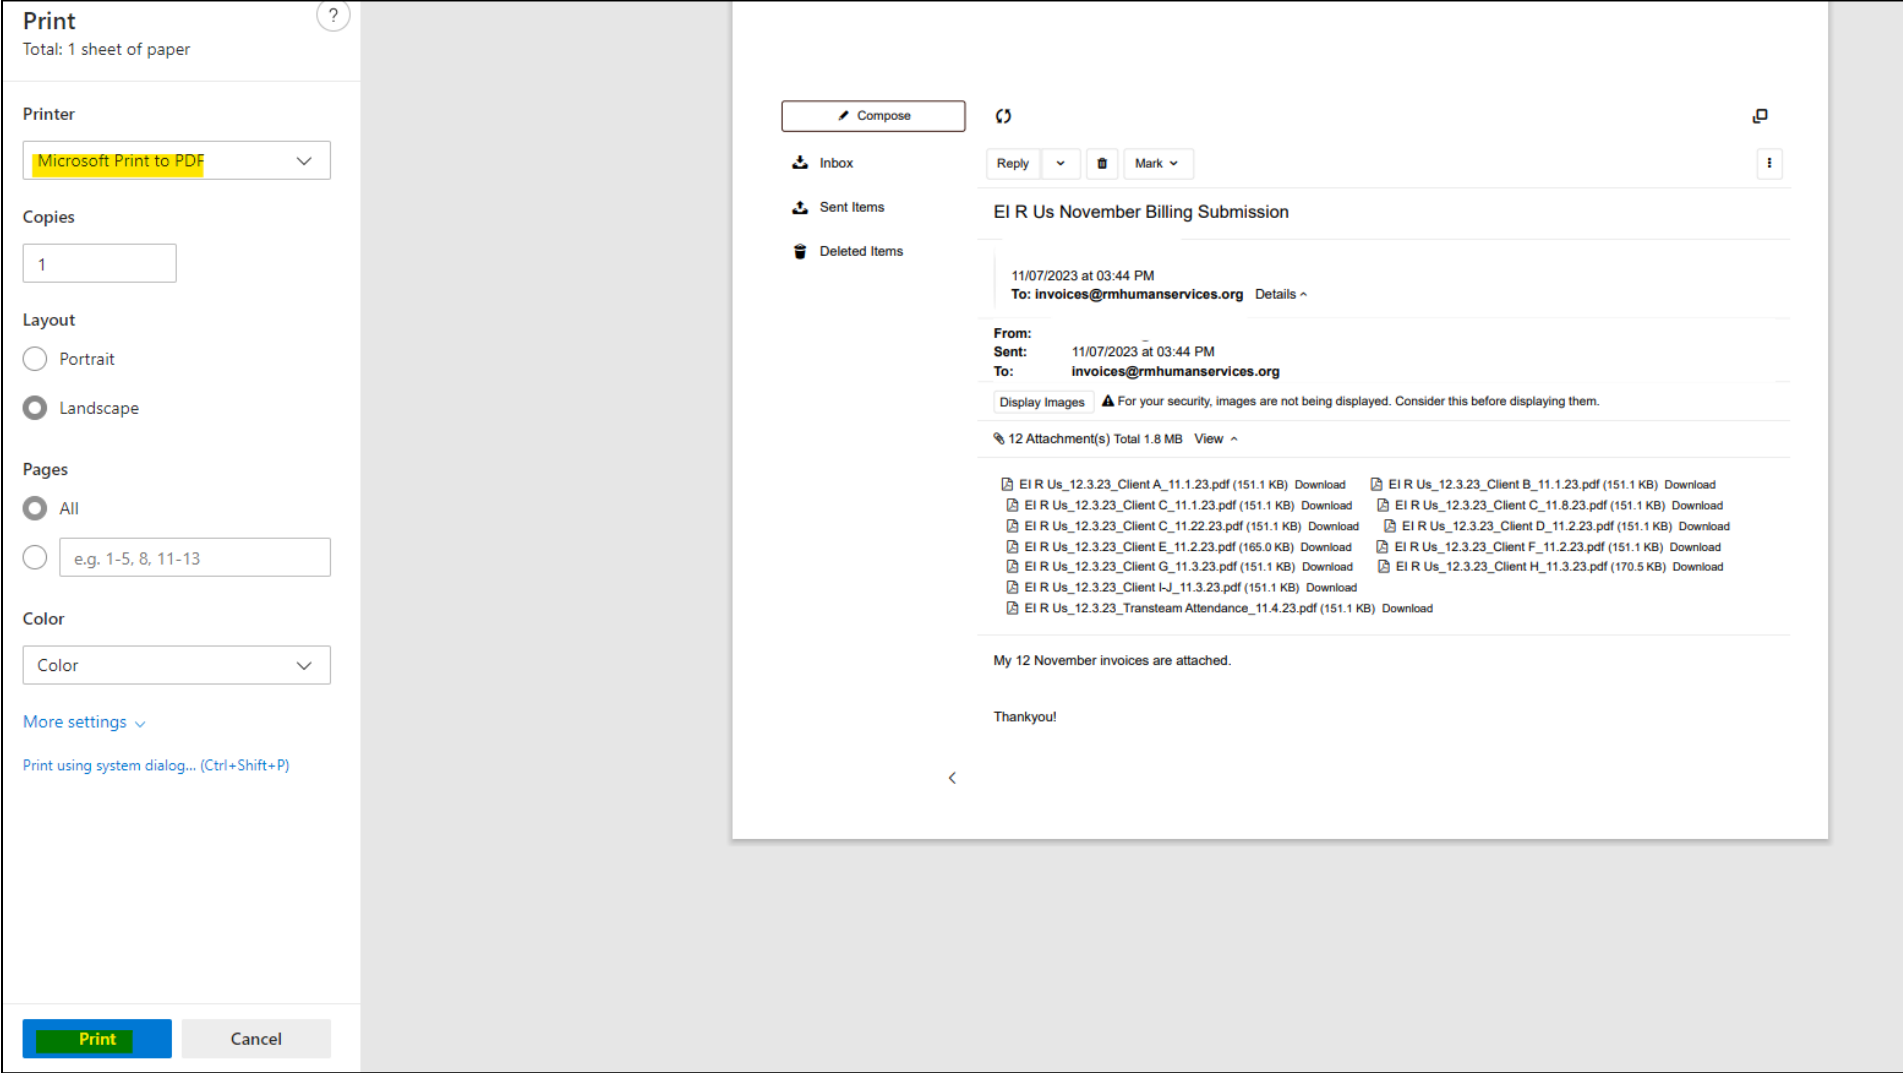 Print
?
Total: 1 sheet of paper
Printer
Microsoft Print to PDF
Copies
1
Layout
Portrait
Landscape
Pages
All
e.g. 1-5, 8, 11-13
Color
Color
More settings
Print using system dialog... (Ctrl+Shift+P)
Print Cancel
Compose
Inbox
Sent Items
Deleted Items
Reply Mark
EI R Us November Billing Submission
11/07/2023 at 03:44 PM
To: invoices@rmhumanservices.org Details
From:
Sent: 11/07/2023 at 03:44 PM
To: invoices@rmhumanservices.org
Display Images For your security, images are not being displayed. Consider this before displaying them.
12 Attachment(s) Total 1.8 MB View
EI R Us_12.3.23_Client A_11.1.23.pdf (151.1 KB) Download EI R Us_12.3.23_Client B_11.1.23.pdf (151.1 KB) Download
EI R Us_12.3.23_Client C_11.1.23.pdf (151.1 KB) Download EI R Us_12.3.23_Client C_11.8.23.pdf (151.1 KB) Download
EI R Us_12.3.23_Client C_11.22.23.pdf (151.1 KB) Download EI R Us_12.3.23_Client D_11.2.23.pdf (151.1 KB) Download
EI R Us_12.3.23_Client E_11.2.23.pdf (165.0 KB) Download EI R Us_12.3.23_Client F_11.2.23.pdf (151.1 KB) Download
EI R Us_12.3.23_Client G_11.3.23.pdf (151.1 KB) Download EI R Us_12.3.23_Client H_11.3.23.pdf (170.5 KB) Download
EI R Us_12.3.23_Client I-J_11.3.23.pdf (151.1 KB) Download
EI R Us_12.3.23_Transteam Attendance_11.4.23.pdf (151.1 KB) Download
My 12 November invoices are attached.
Thankyou!